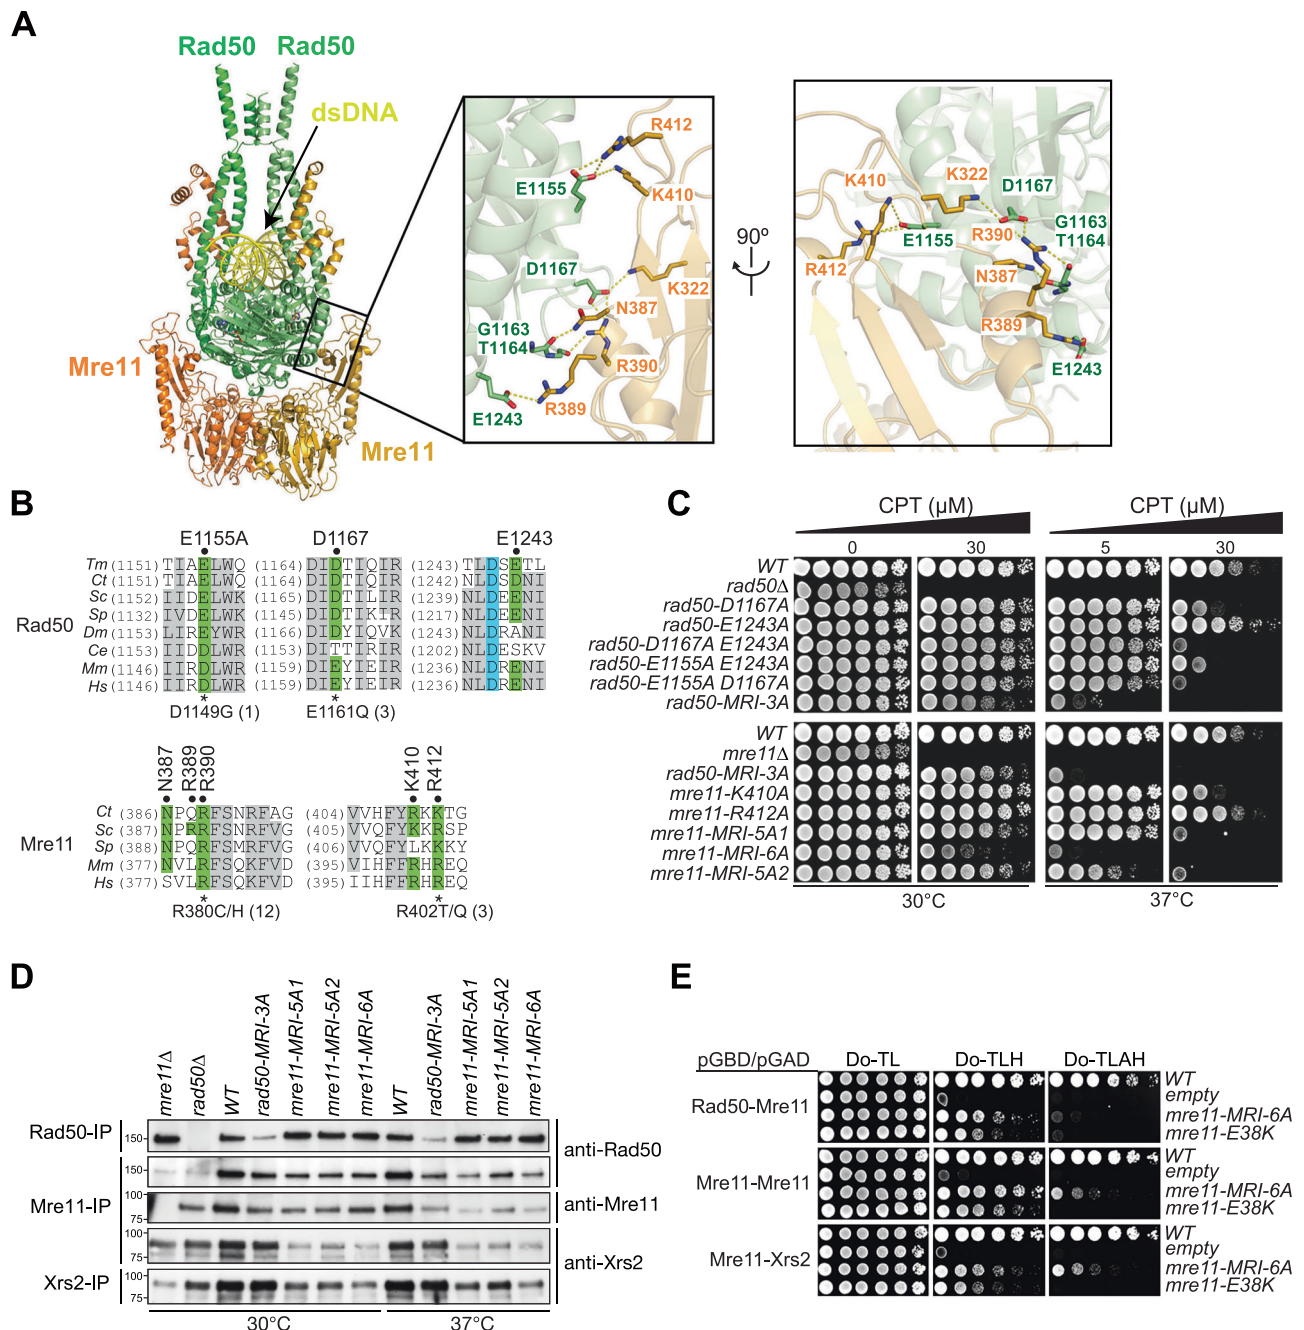 A
Rad50 Rad50
dsDNA
Mre11
Mre11
R412
E1155
K410
D1167
K322
N387
G1163
T1164
R390
R389
E1243
90º
K410
K322
D1167
G1163
T1164
R390
E1155
R412
N387
R389
E1243
B
E1155A D1167 E1243
Rad50
Tm (1151) TIAELWQ (1164) DIDTIQIR (1243) TLDSETL
Ct (1151) TIAELWQ (1164) DIDTIQIR (1242) NLDSDNI
Sc (1152) IIDELWK (1165) DIDTIKIR (1239) NLDSENI
Sp (1132) IVDELWK (1145) DIDTIKIR (1217) NLDRENI
Dm (1153) LIREYWR (1166) DIDYIQVK (1243) NLDRANI
Ce (1153) IIRDLWR (1153) DITTIRIR (1202) NLDESKV
Mm (1146) IIRDLWR (1159) DIEYIEIR (1236) NLDRENI
Hs (1146) IIRDLWR (1159) DIEYIEIR (1236) NLDRENI
* *
D1149G (1) E1161Q (3)
N387 R389 R390 K410 R412
Mre11
Ct (386) NPQRFSNRFAG (404) VVHFYRKKTG
Sc (387) NPRRFSMRFVG (405) VVQFYKKRSP
Sp (388) NPQRFSNRFVG (406) VVQFYLKKKY
Mm (377) NVLRFSQKFVD (395) VIHFFRHREQ
Hs (377) SVLRFSQKFVD (395) IIHFFRHREQ
* *
R380C/H (12) R402T/Q (3)
C
CPT (µM) CPT (µM)
0 30 5 30
WT
rad50Δ
rad50-D1167A
rad50-E1243A
rad50-D1167A E1243A
rad50-E1155A E1243A
rad50-E1155A D1167A
rad50-MRI-3A
WT
mre11Δ
rad50-MRI-3A
mre11-K410A
mre11-R412A
mre11-MRI-5A1
mre11-MRI-6A
mre11-MRI-5A2
30°C 37°C
D
mre11Δ rad50Δ WT rad50-MRI-3A mre11-MRI-5A1 mre11-MRI-5A2 mre11-MRI-6A WT rad50-MRI-3A mre11-MRI-5A1 mre11-MRI-5A2 mre11-MRI-6A
Rad50-IP 150
anti-Rad50
150
Mre11-IP 100 anti-Mre11
75
100
75
anti-Xrs2
Xrs2-IP 100
75
30°C 37°C
E
pGBD/pGAD Do-TL Do-TLH Do-TLAH
Rad50-Mre11
WT
empty
mre11-MRI-6A
mre11-E38K
Mre11-Mre11
WT
empty
mre11-MRI-6A
mre11-E38K
Mre11-Xrs2
WT
empty
mre11-MRI-6A
mre11-E38K